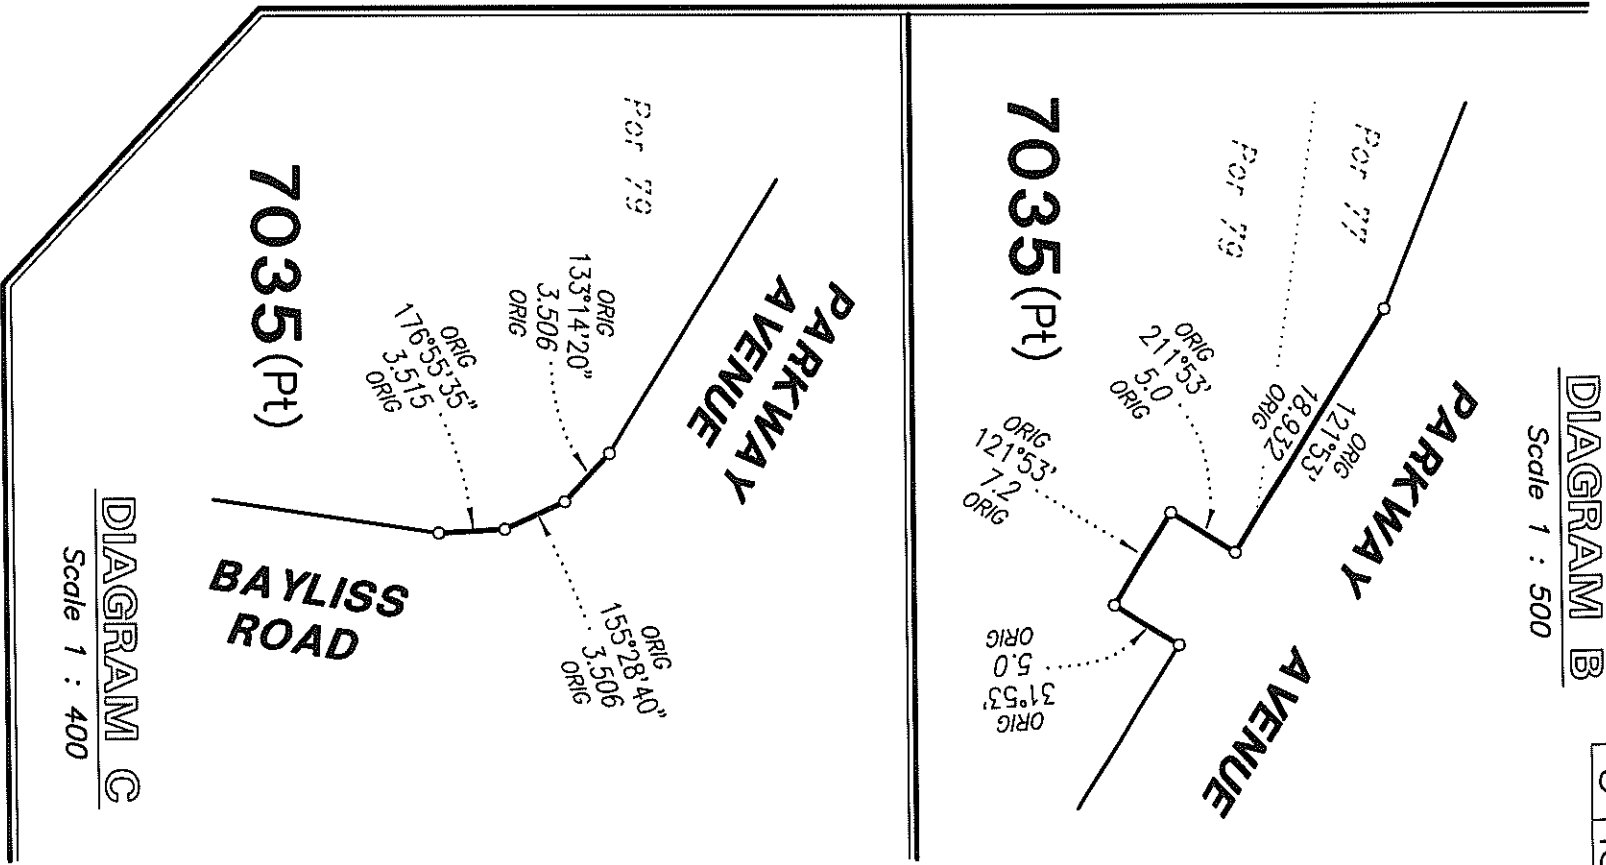 DIAGRAM B
Scale 1 : 500
PARKWAY
AVENUE
Por 77
Por 79
7035 (Pt)
ORIG
121°53'
18.932
ORIG
ORIG
211°53'
5.0
ORIG
ORIG
121°53'
7.2
ORIG
ORIG
31°53'
5.0
ORIG
PARKWAY
AVENUE
Por 79
7035 (Pt)
ORIG
133°14'20"
3.506
ORIG
ORIG
155°28'40"
3.506
ORIG
ORIG
176°55'35"
3.515
ORIG
BAYLISS
ROAD
DIAGRAM C
Scale 1 : 400